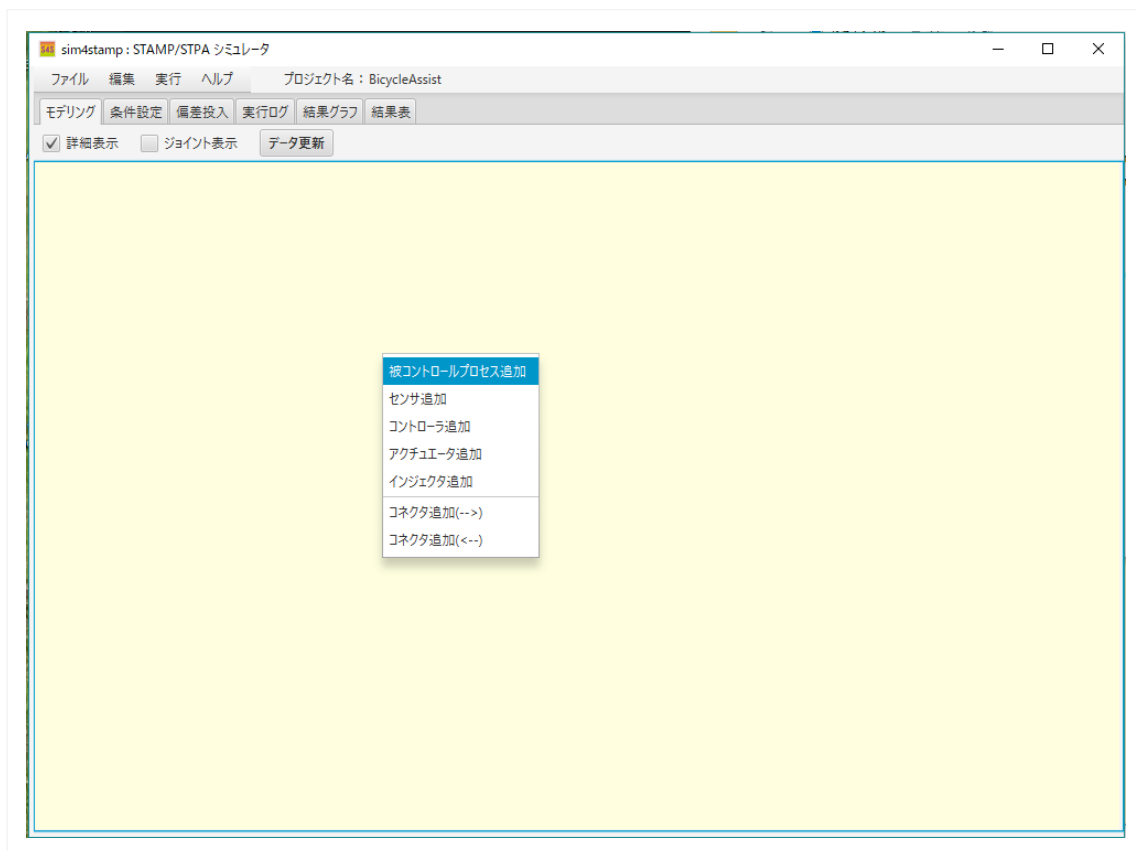 S4S sim4stamp : STAMP/STPA シミュレータ
ファイル 編集 実行 ヘルプ プロジェクト名： BicycleAssist
モデリング 条件設定 偏差投入 実行ログ 結果グラフ 結果表
詳細表示 ジョイント表示 データ更新
被コントロールプロセス追加
センサ追加
コントローラ追加
アクチュエータ追加
インジェクタ追加
コネクタ追加(-->)
コネクタ追加(<--)